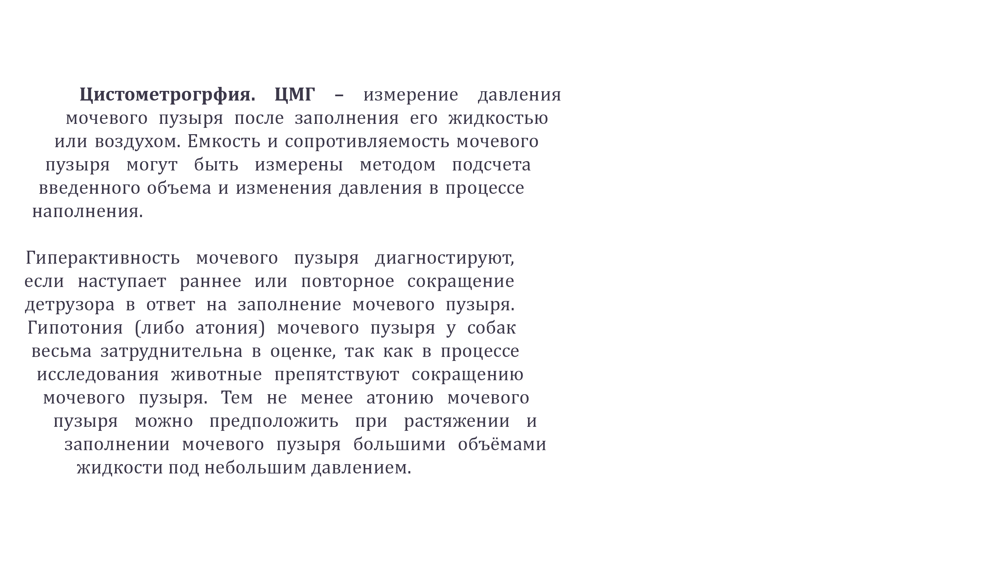 Цистометрогрфия. ЦМГ – измерение давления
мочевого пузыря после заполнения его жидкостью
или воздухом. Емкость и сопротивляемость мочевого
пузыря могут быть измерены методом подсчета
введенного объема и изменения давления в процессе
наполнения.
Гиперактивность мочевого пузыря диагностируют,
если наступает раннее или повторное сокращение
детрузора в ответ на заполнение мочевого пузыря.
Гипотония (либо атония) мочевого пузыря у собак
весьма затруднительна в оценке, так как в процессе
исследования животные препятствуют сокращению
мочевого пузыря. Тем не менее атонию мочевого
пузыря можно предположить при растяжении и
заполнении мочевого пузыря большими объёмами
жидкости под небольшим давлением.